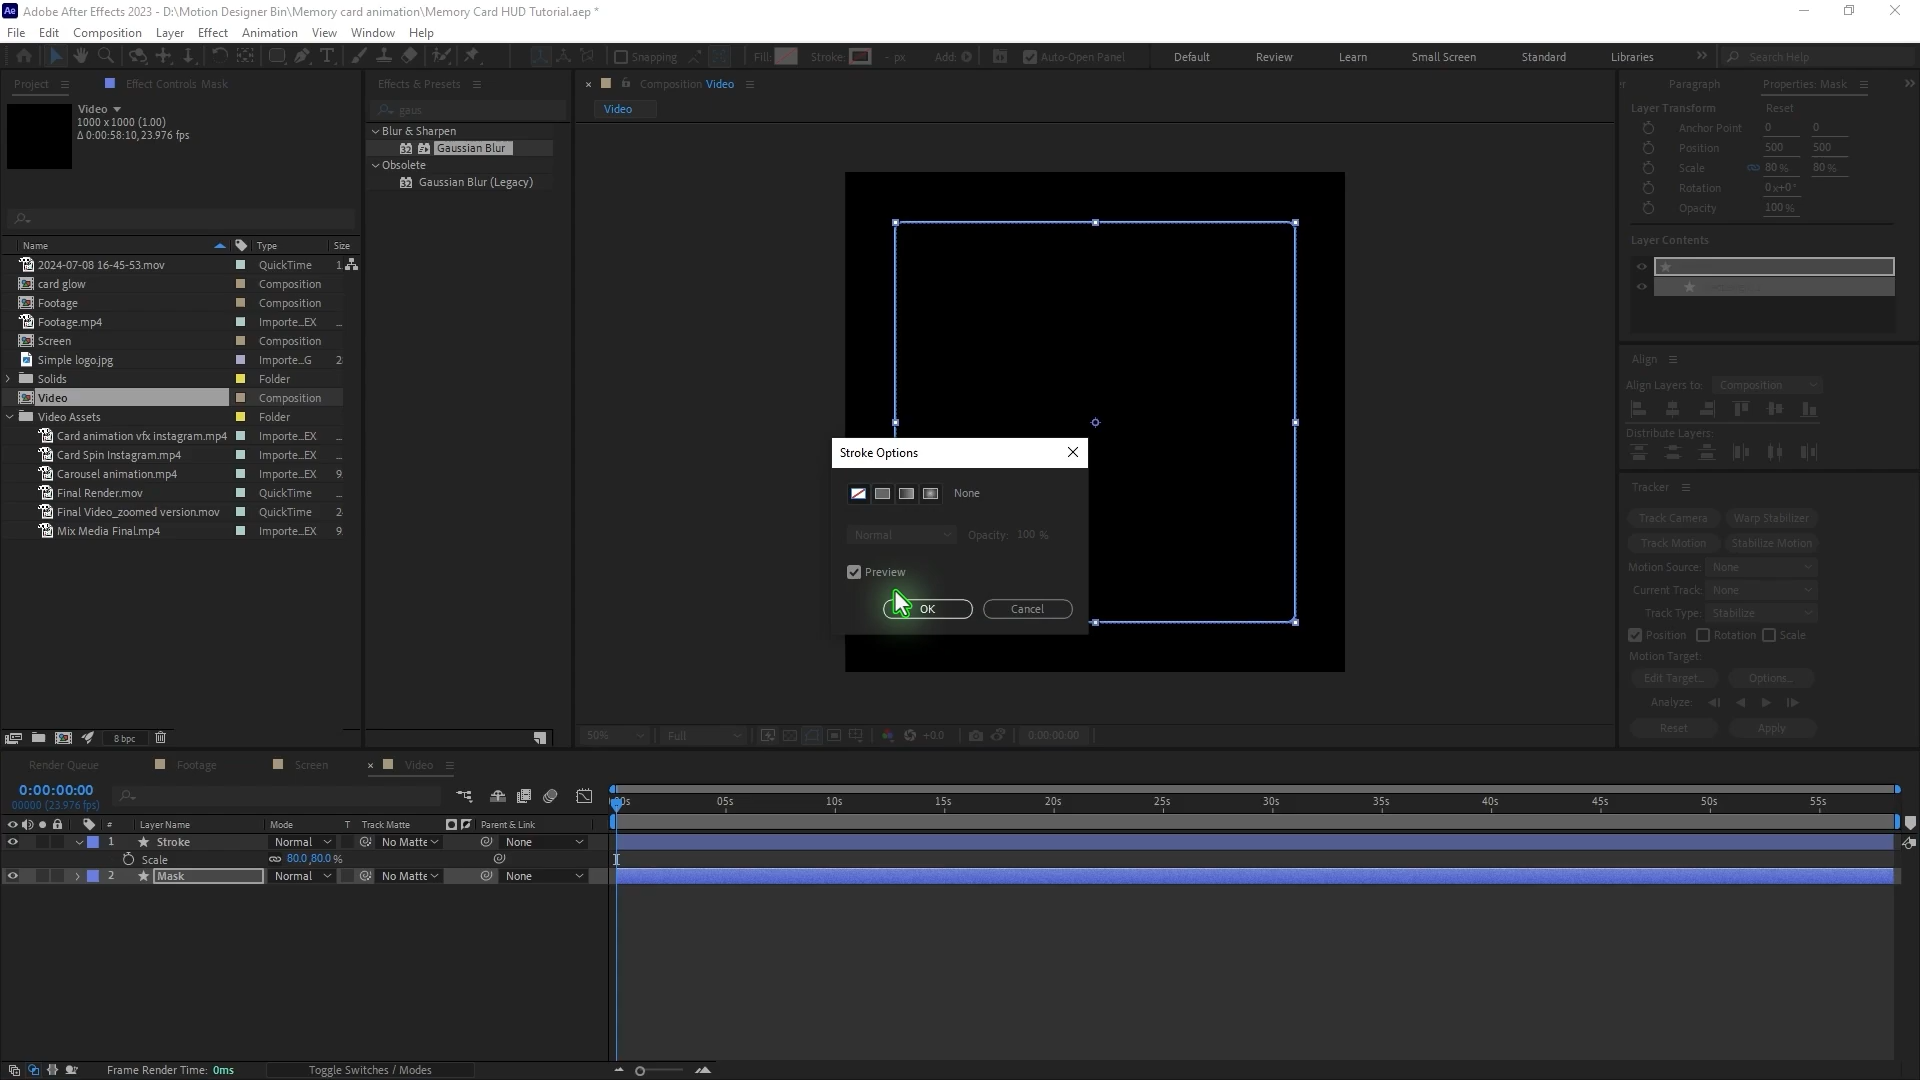 Adobe After Effects 2023 - D:\Motion Designer Bin\Memory card animation\Memory Card HUD Tutorial.aep *
File Edit Composition Layer Effect Animation View Window Help
Snapping Fill: Stroke: - px Add: Auto-Open Panel Default Review Learn Small Screen Standard Libraries Search Help
Project Effect Controls Mask Effects & Presets Composition Video Paragraph Properties: Mask
Video
1000 x 1000 (1.00)
Δ 0:00:58:10, 23.976 fps
gaus
Blur & Sharpen
32 Gaussian Blur
Obsolete
32 Gaussian Blur (Legacy)
Video
Layer Transform Reset
Anchor Point 0 0
Position 500 500
Scale 80 % 80 %
Rotation 0x+0°
Opacity 100 %
Layer Contents
Name Type Size
2024-07-08 16-45-53.mov QuickTime 1
card glow Composition
Footage Composition
Footage.mp4 Importe...EX ...
Screen Composition
Simple logo.jpg Importe...G 2
Solids Folder
Video Composition
Video Assets Folder
Card animation vfx instagram.mp4 Importe...EX ...
Card Spin Instagram.mp4 Importe...EX ...
Carousel animation.mp4 Importe...EX 9
Final Render.mov QuickTime ...
Final Video_zoomed version.mov QuickTime 2
Mix Media Final.mp4 Importe...EX 9
8 bpc
Stroke Options
None
Normal Opacity: 100 %
Preview
OK Cancel
Align
Align Layers to: Composition
Distribute Layers:
Tracker
Track Camera Warp Stabilizer
Track Motion Stabilize Motion
Motion Source: None
Current Track: None
Track Type: Stabilize
Position Rotation Scale
Motion Target:
Edit Target... Options...
Analyze:
Reset Apply
50% Full +0.0 0:00:00:00
Render Queue Footage Screen Video
0:00:00:00
00000 (23.976 fps)
00s 05s 10s 15s 20s 25s 30s 35s 40s 45s 50s 55s
# Layer Name Mode T Track Matte Parent & Link
1 Stroke Normal No Matte None
Scale 80.0,80.0 %
2 Mask Normal No Matte None
Frame Render Time: 0ms Toggle Switches / Modes